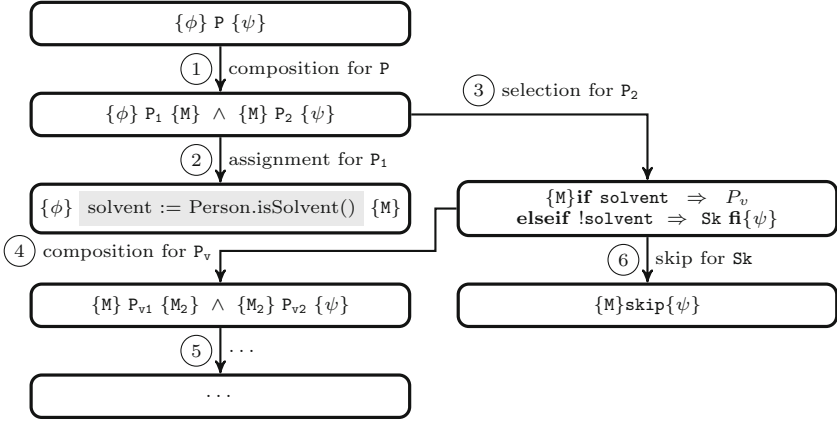 {ϕ} P {ψ}
① composition for P
{ϕ} P₁ {M} ∧ {M} P₂ {ψ}
③ selection for P₂
② assignment for P₁
{ϕ} solvent := Person.isSolvent() {M}
{M}if solvent ⇒ Pᵥ
elseif !solvent ⇒ Sk fi{ψ}
④ composition for Pᵥ
⑥ skip for Sk
{M} Pᵥ₁ {M₂} ∧ {M₂} Pᵥ₂ {ψ}
{M}skip{ψ}
⑤ ···
···